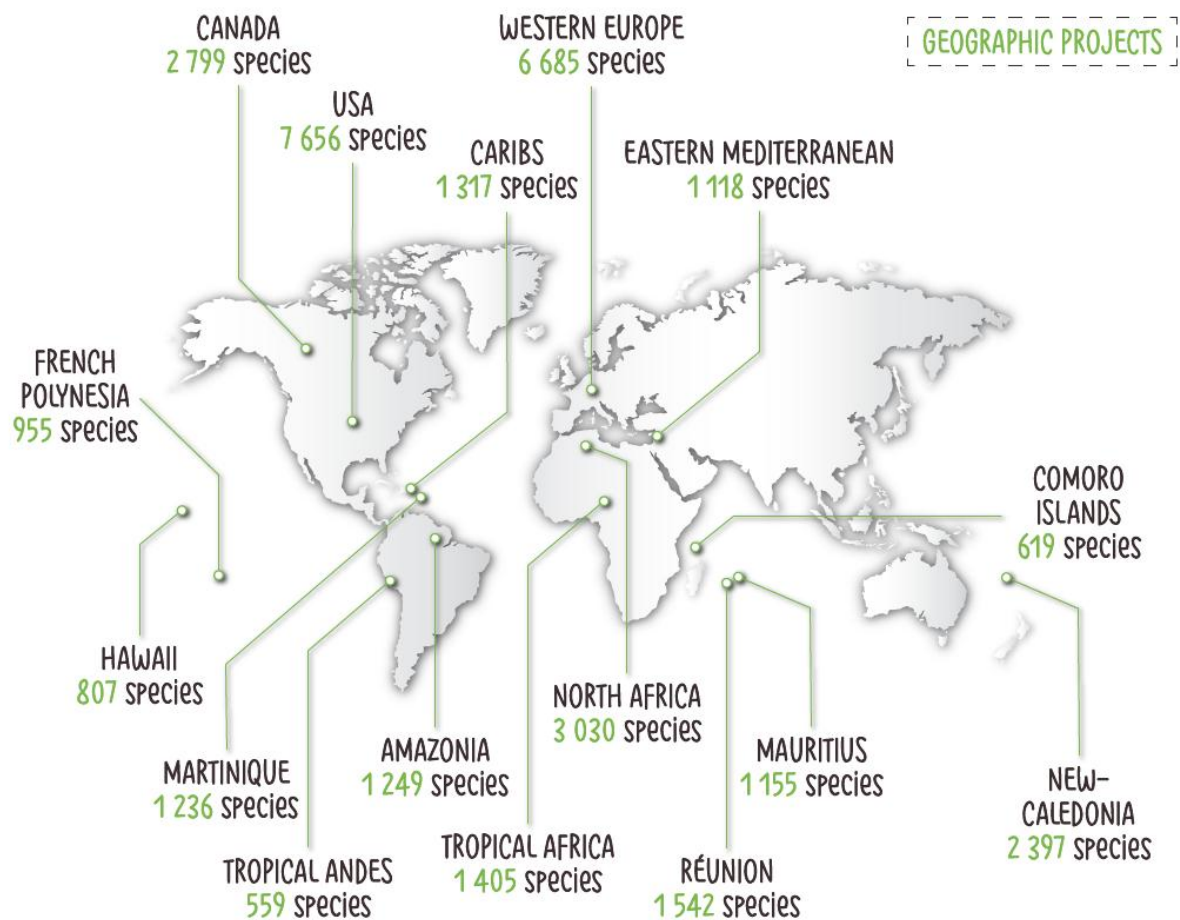 CANADA
2 799 species
WESTERN EUROPE
6 685 species
GEOGRAPHIC PROJECTS
USA
7 656 species
CARIBS
1 317 species
EASTERN MEDITERRANEAN
1 118 species
FRENCH
POLYNESIA
955 species
COMORO
ISLANDS
619 species
HAWAII
807 species
NORTH AFRICA
3 030 species
MARTINIQUE
1 236 species
AMAZONIA
1 249 species
MAURITIUS
1 155 species
NEW-
CALEDONIA
2 397 species
TROPICAL ANDES
559 species
TROPICAL AFRICA
1 405 species
RÉUNION
1 542 species